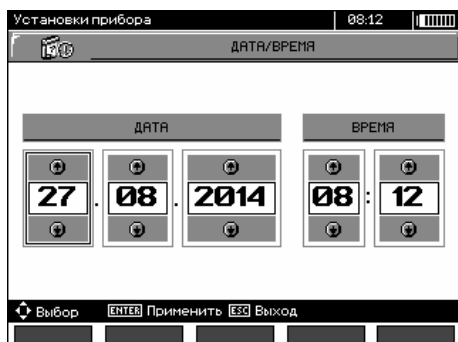 Установки прибора 08:12
ДАТА/ВРЕМЯ
ДАТА ВРЕМЯ
27 . 08 . 2014 08 : 12
Выбор ENTER Применить ESC Выход